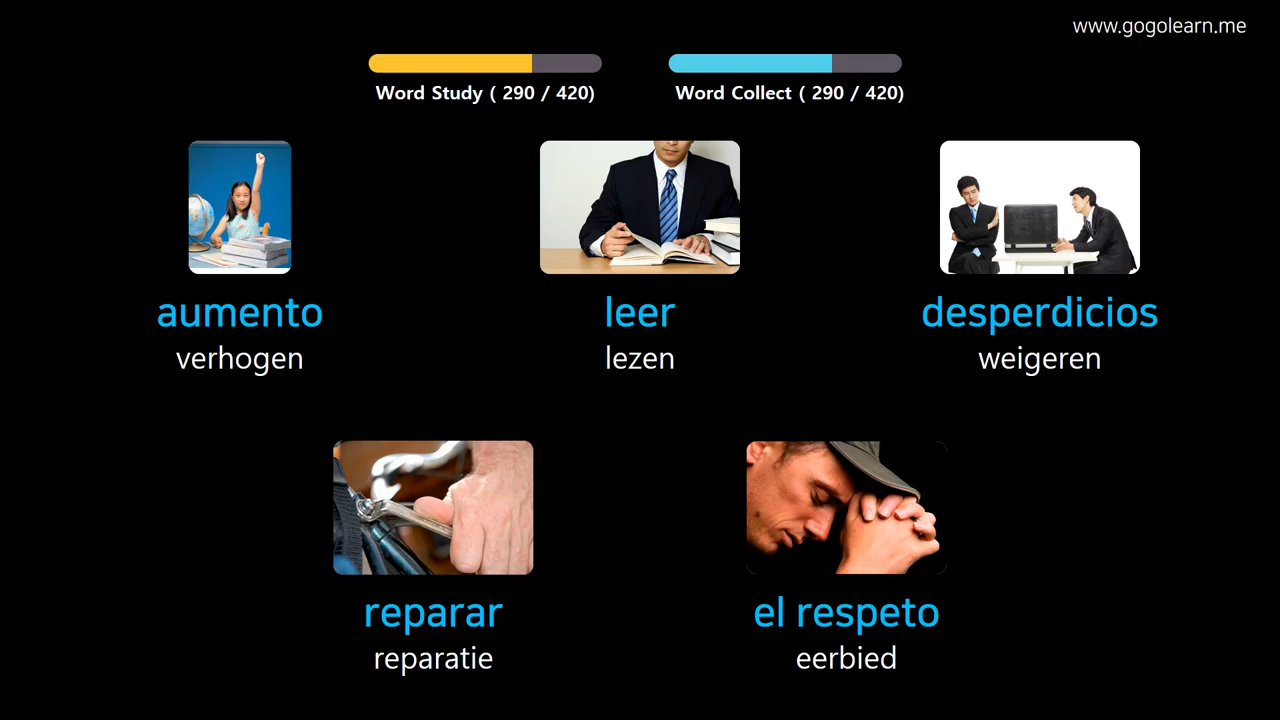 www.gogolearn.me
Word Study ( 290 / 420)
Word Collect ( 290 / 420)
aumento
verhogen
leer
lezen
desperdicios
weigeren
reparar
reparatie
el respeto
eerbied